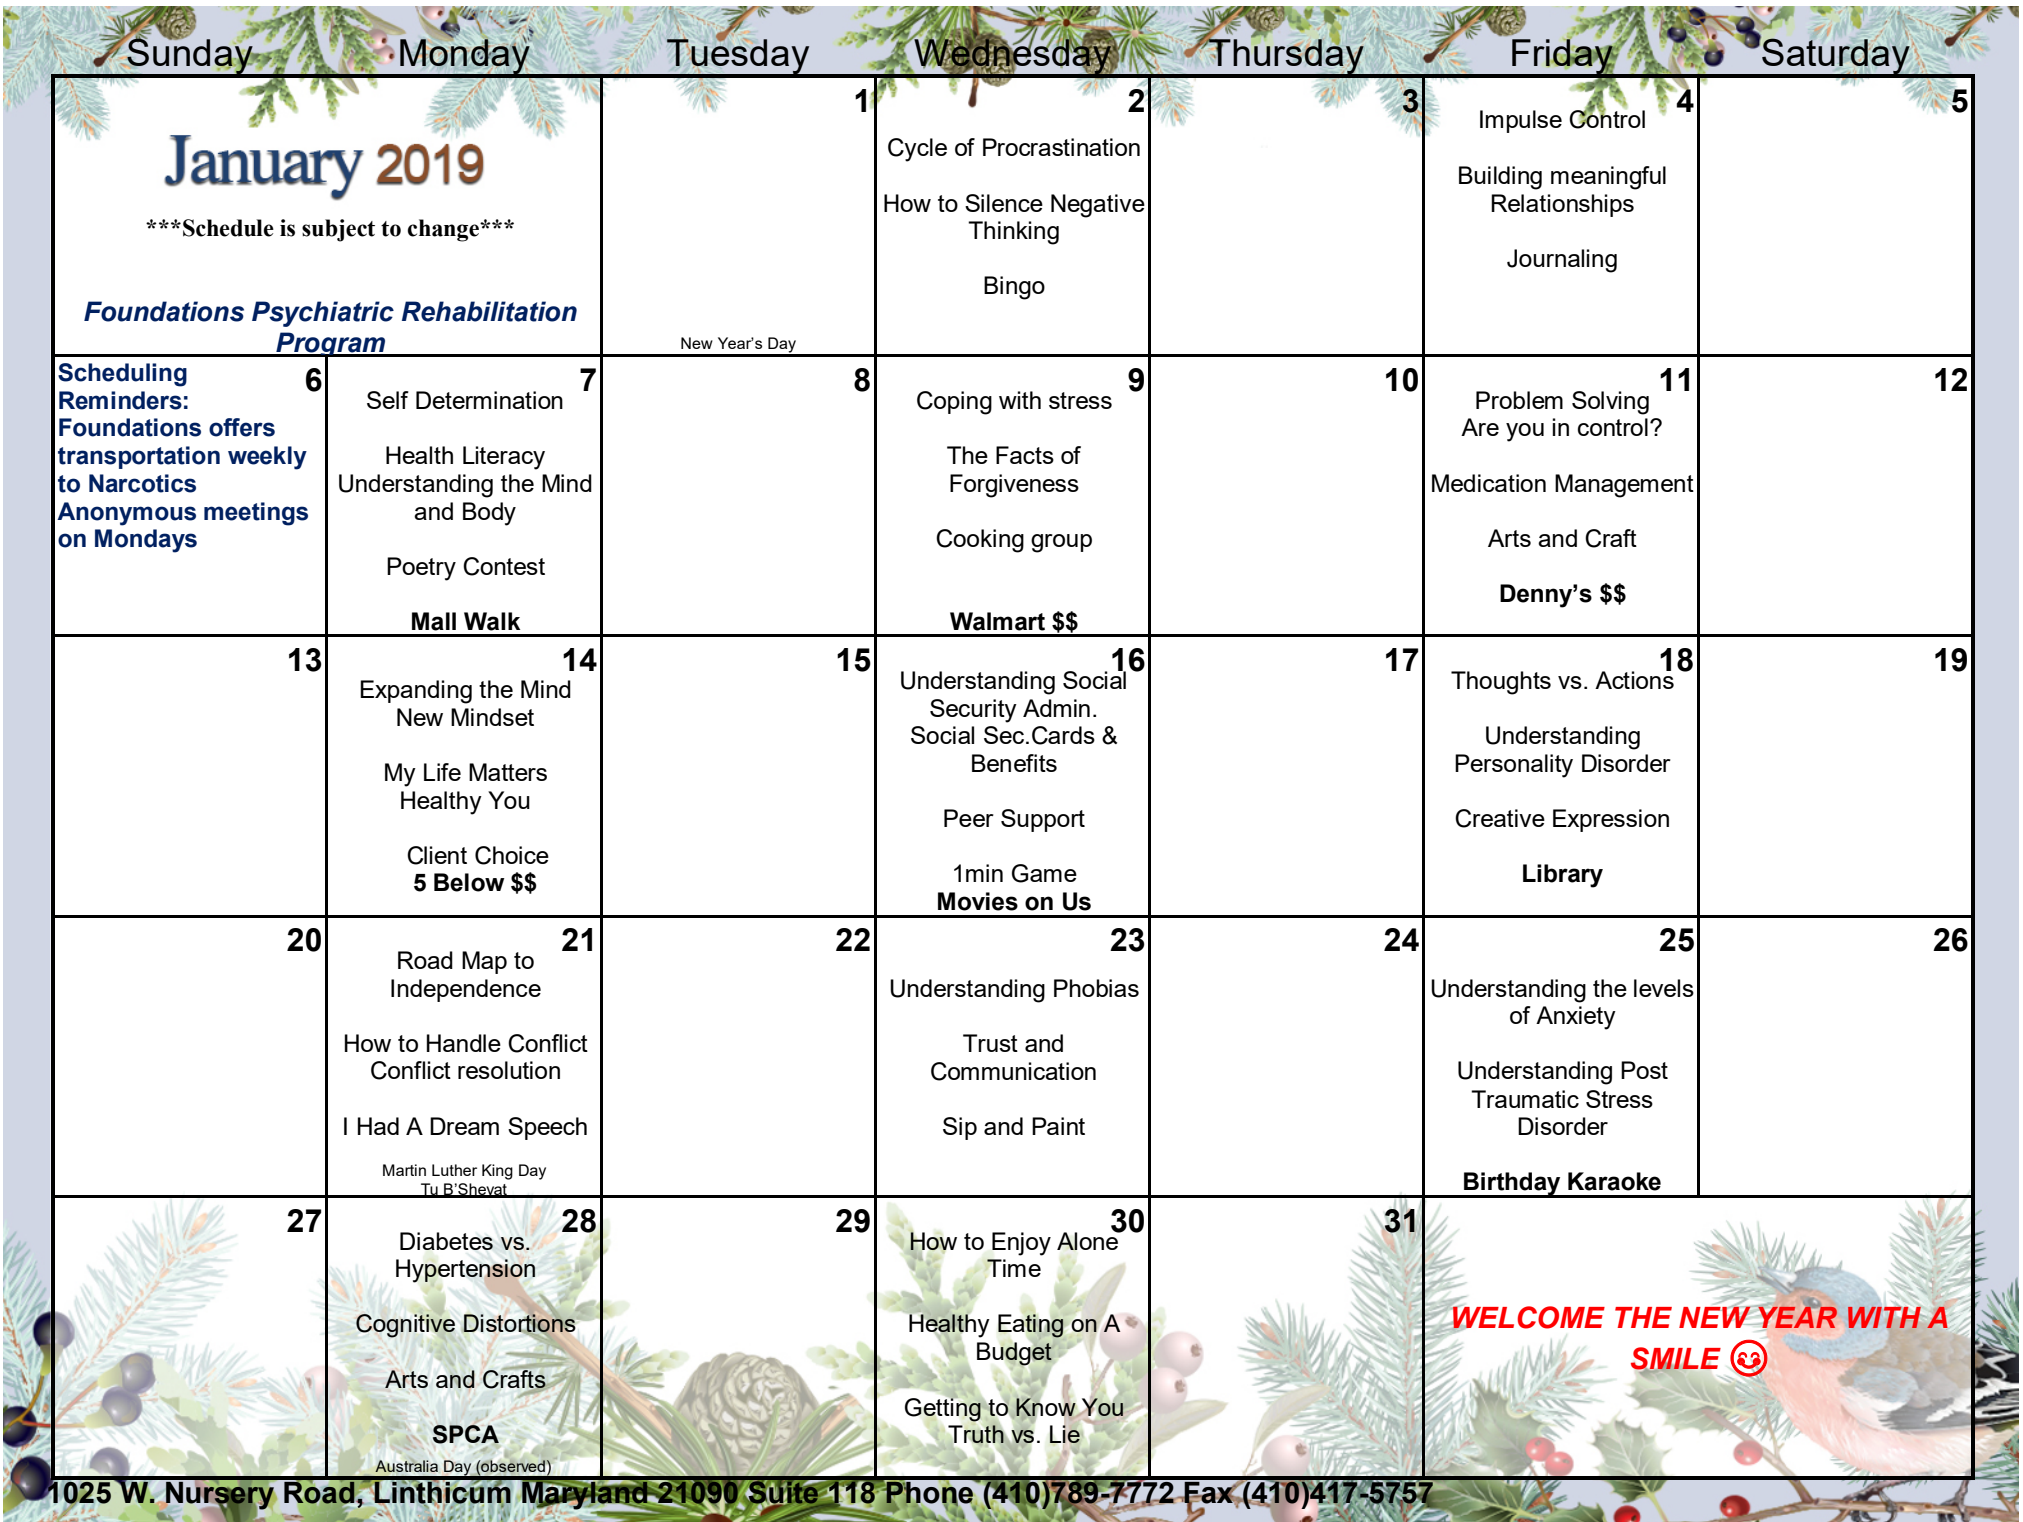 Sunday Monday Tuesday Wednesday Thursday Friday Saturday
January 2019
***Schedule is subject to change***
Foundations Psychiatric Rehabilitation
Program
1
New Year's Day
2
Cycle of Procrastination
How to Silence Negative
Thinking
Bingo
3
4
Impulse Control
Building meaningful
Relationships
Journaling
5
6
Scheduling
Reminders:
Foundations offers
transportation weekly
to Narcotics
Anonymous meetings
on Mondays
7
Self Determination
Health Literacy
Understanding the Mind
and Body
Poetry Contest
Mall Walk
8
9
Coping with stress
The Facts of
Forgiveness
Cooking group
Walmart $$
10
11
Problem Solving
Are you in control?
Medication Management
Arts and Craft
Denny's $$
12
13
14
Expanding the Mind
New Mindset
My Life Matters
Healthy You
Client Choice
5 Below $$
15
16
Understanding Social
Security Admin.
Social Sec.Cards &
Benefits
Peer Support
1min Game
Movies on Us
17
18
Thoughts vs. Actions
Understanding
Personality Disorder
Creative Expression
Library
19
20
21
Road Map to
Independence
How to Handle Conflict
Conflict resolution
I Had A Dream Speech
Martin Luther King Day
Tu B'Shevat
22
23
Understanding Phobias
Trust and
Communication
Sip and Paint
24
25
Understanding the levels
of Anxiety
Understanding Post
Traumatic Stress
Disorder
Birthday Karaoke
26
27
28
Diabetes vs.
Hypertension
Cognitive Distortions
Arts and Crafts
SPCA
Australia Day (observed)
29
30
How to Enjoy Alone
Time
Healthy Eating on A
Budget
Getting to Know You
Truth vs. Lie
31
WELCOME THE NEW YEAR WITH A
SMILE 😊
1025 W. Nursery Road, Linthicum Maryland 21090 Suite 118 Phone (410)789-7772 Fax (410)417-5757